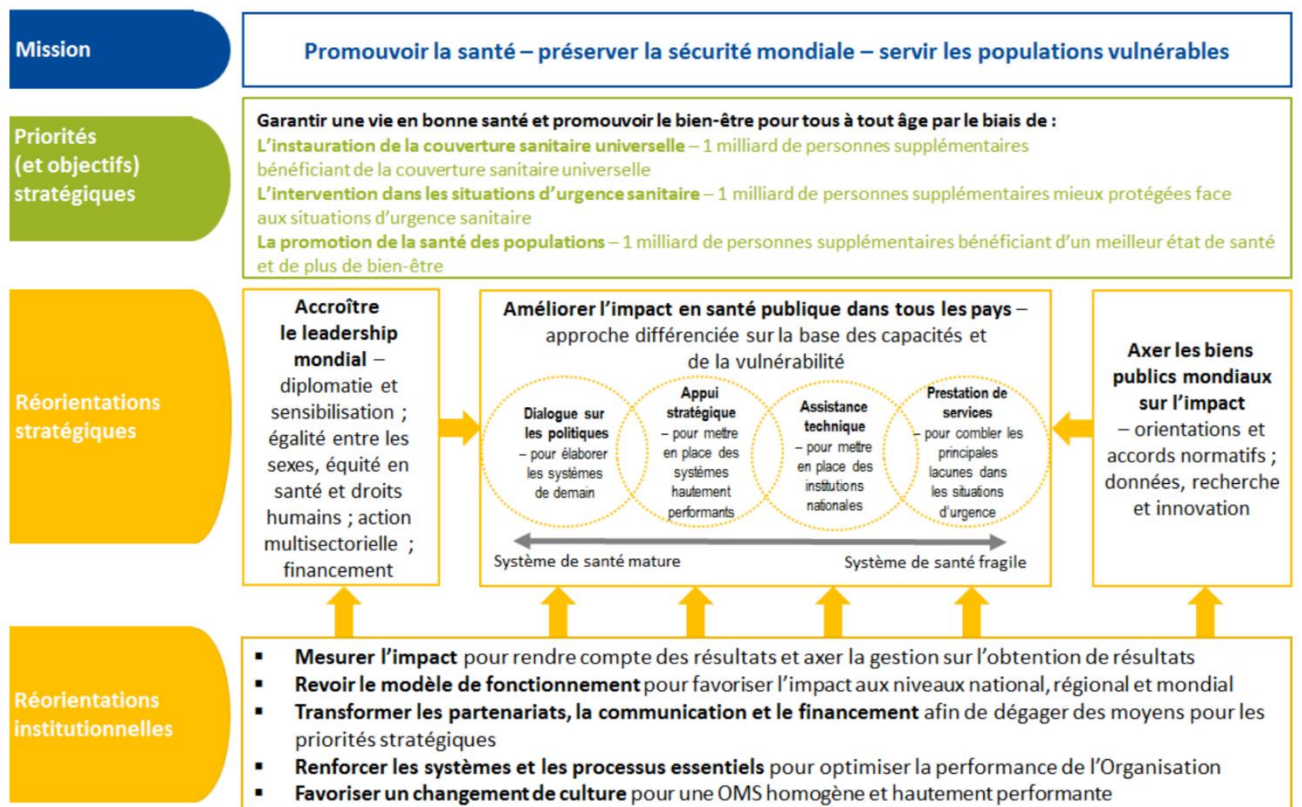 Mission
Promouvoir la santé – préserver la sécurité mondiale – servir les populations vulnérables
Priorités
(et objectifs)
stratégiques
Garantir une vie en bonne santé et promouvoir le bien-être pour tous à tout âge par le biais de :
L’instauration de la couverture sanitaire universelle – 1 milliard de personnes supplémentaires
bénéficiant de la couverture sanitaire universelle
L’intervention dans les situations d’urgence sanitaire – 1 milliard de personnes supplémentaires mieux protégées face
aux situations d’urgence sanitaire
La promotion de la santé des populations – 1 milliard de personnes supplémentaires bénéficiant d’un meilleur état de santé
et de plus de bien-être
Réorientations
stratégiques
Accroître
le leadership
mondial –
diplomatie et
sensibilisation ;
égalité entre les
sexes, équité en
santé et droits
humains ; action
multisectorielle ;
financement
Améliorer l’impact en santé publique dans tous les pays –
approche différenciée sur la base des capacités et
de la vulnérabilité
Dialogue sur
les politiques
– pour élaborer
les systèmes
de demain
Appui
stratégique
– pour mettre
en place des
systèmes
hautement
performants
Assistance
technique
– pour mettre
en place des
institutions
nationales
Prestation de
services
– pour combler les
principales
lacunes dans
les situations
d’urgence
Système de santé mature
Système de santé fragile
Axer les biens
publics mondiaux
sur l’impact
– orientations et
accords normatifs ;
données, recherche
et innovation
Réorientations
institutionnelles
▪ Mesurer l’impact pour rendre compte des résultats et axer la gestion sur l’obtention de résultats
▪ Revoir le modèle de fonctionnement pour favoriser l’impact aux niveaux national, régional et mondial
▪ Transformer les partenariats, la communication et le financement afin de dégager des moyens pour les
priorités stratégiques
▪ Renforcer les systèmes et les processus essentiels pour optimiser la performance de l’Organisation
▪ Favoriser un changement de culture pour une OMS homogène et hautement performante